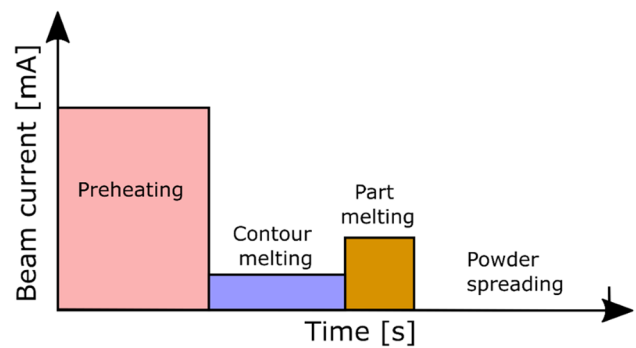 Beam current [mA]
Preheating
Contour
melting
Part
melting
Powder
spreading
Time [s]